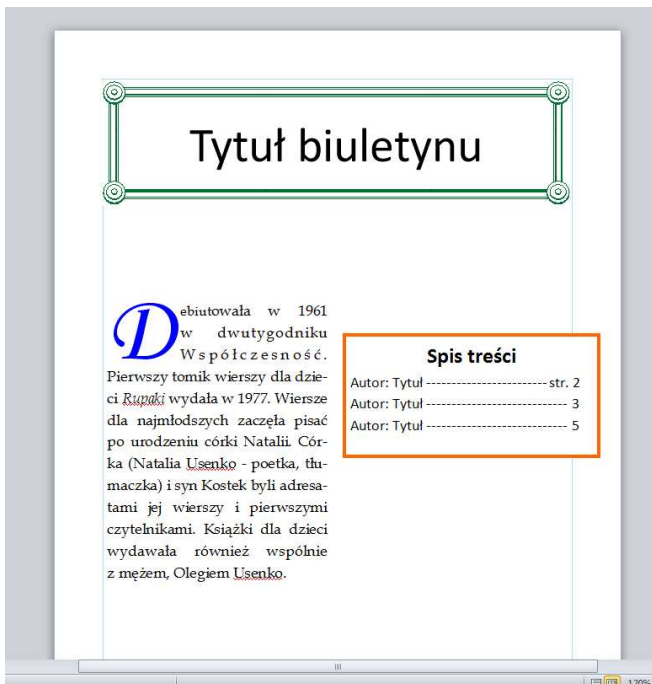 Tytuł biuletynu
Debiutowała w 1961
w dwutygodniku
Współczesność.
Pierwszy tomik wierszy dla dzie-
ci Rupaki wydała w 1977. Wiersze
dla najmłodszych zaczęła pisać
po urodzeniu córki Natalii. Cór-
ka (Natalia Usenko - poetka, tłu-
maczka) i syn Kostek byli adresa-
tami jej wierszy i pierwszymi
czytelnikami. Książki dla dzieci
wydawała również wspólnie
z mężem, Olegiem Usenko.
Spis treści
Autor: Tytuł ------------------------ str. 2
Autor: Tytuł ---------------------------- 3
Autor: Tytuł ---------------------------- 5
120%